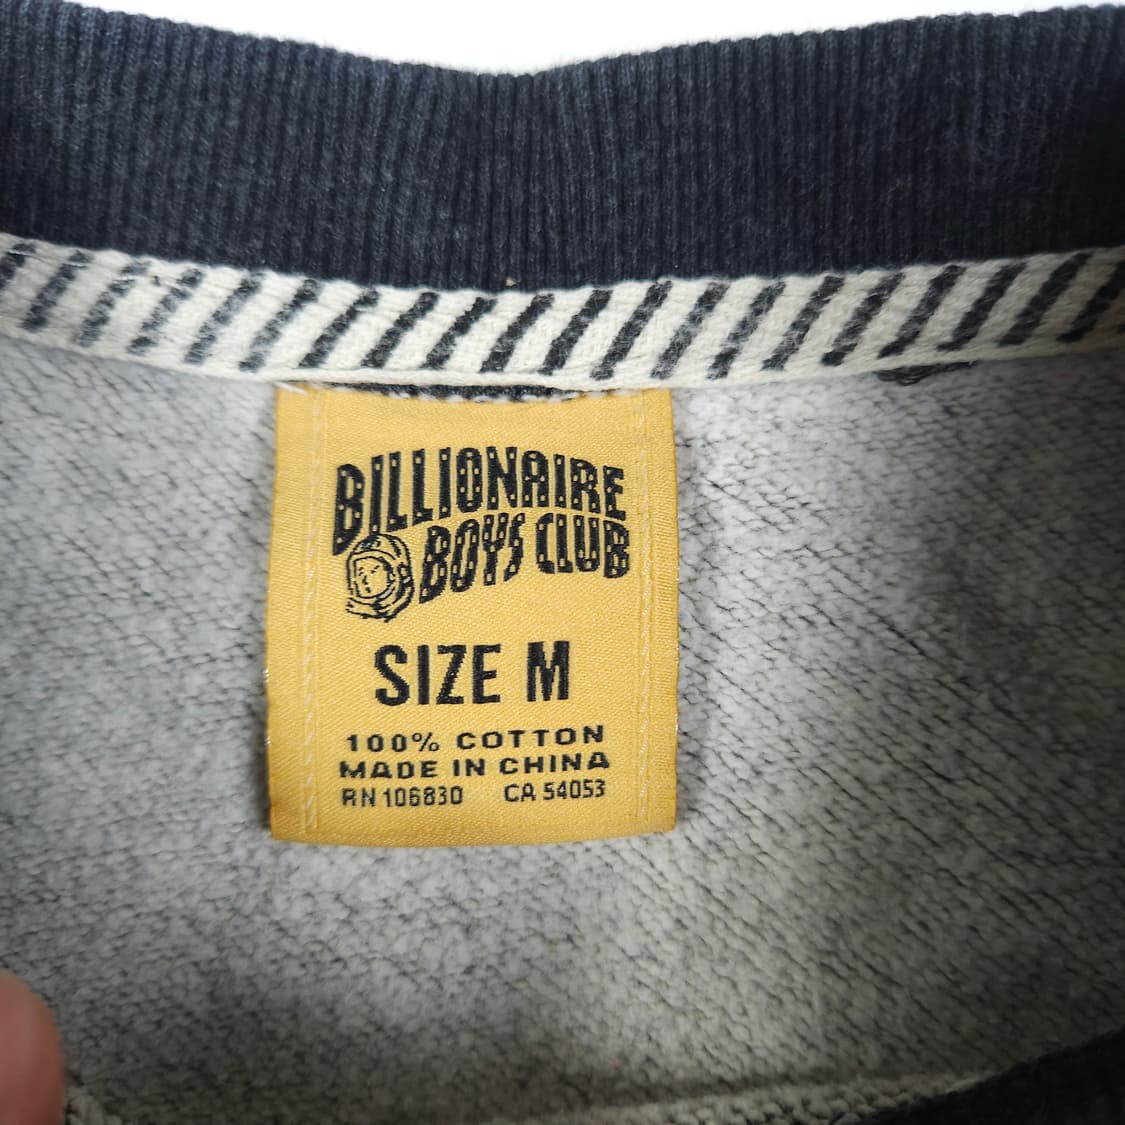 BILLIONAIRE
BOYS CLUB
SIZE M
100% COTTON
MADE IN CHINA
RN 106830 CA 54053